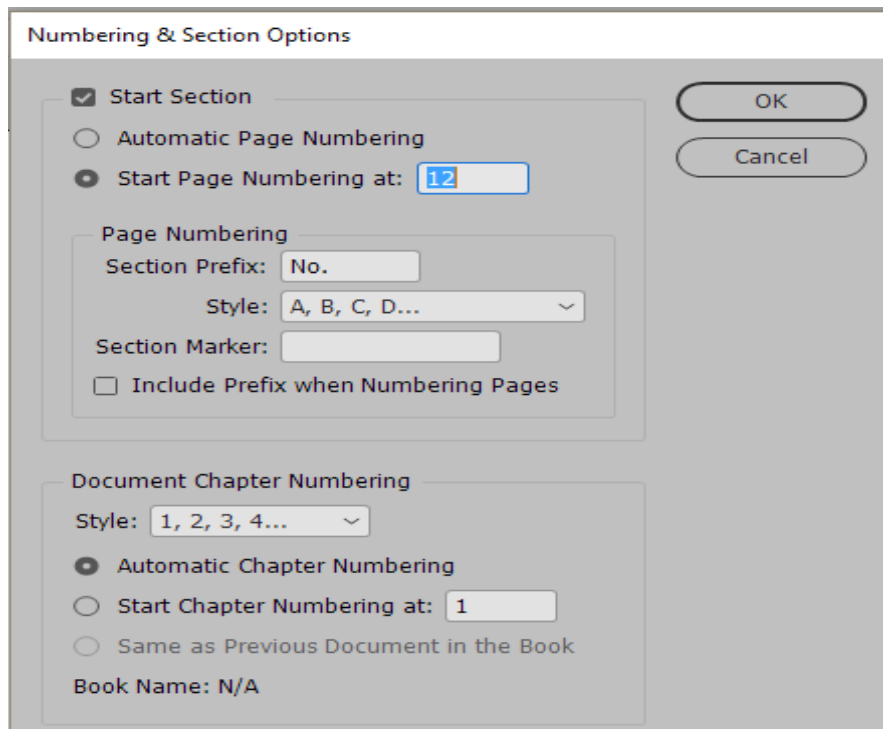 Numbering & Section Options
Start Section
OK
Automatic Page Numbering
Cancel
Start Page Numbering at: 12
Page Numbering
Section Prefix: No.
Style: A, B, C, D...
Section Marker:
Include Prefix when Numbering Pages
Document Chapter Numbering
Style: 1, 2, 3, 4...
Automatic Chapter Numbering
Start Chapter Numbering at: 1
Same as Previous Document in the Book
Book Name: N/A